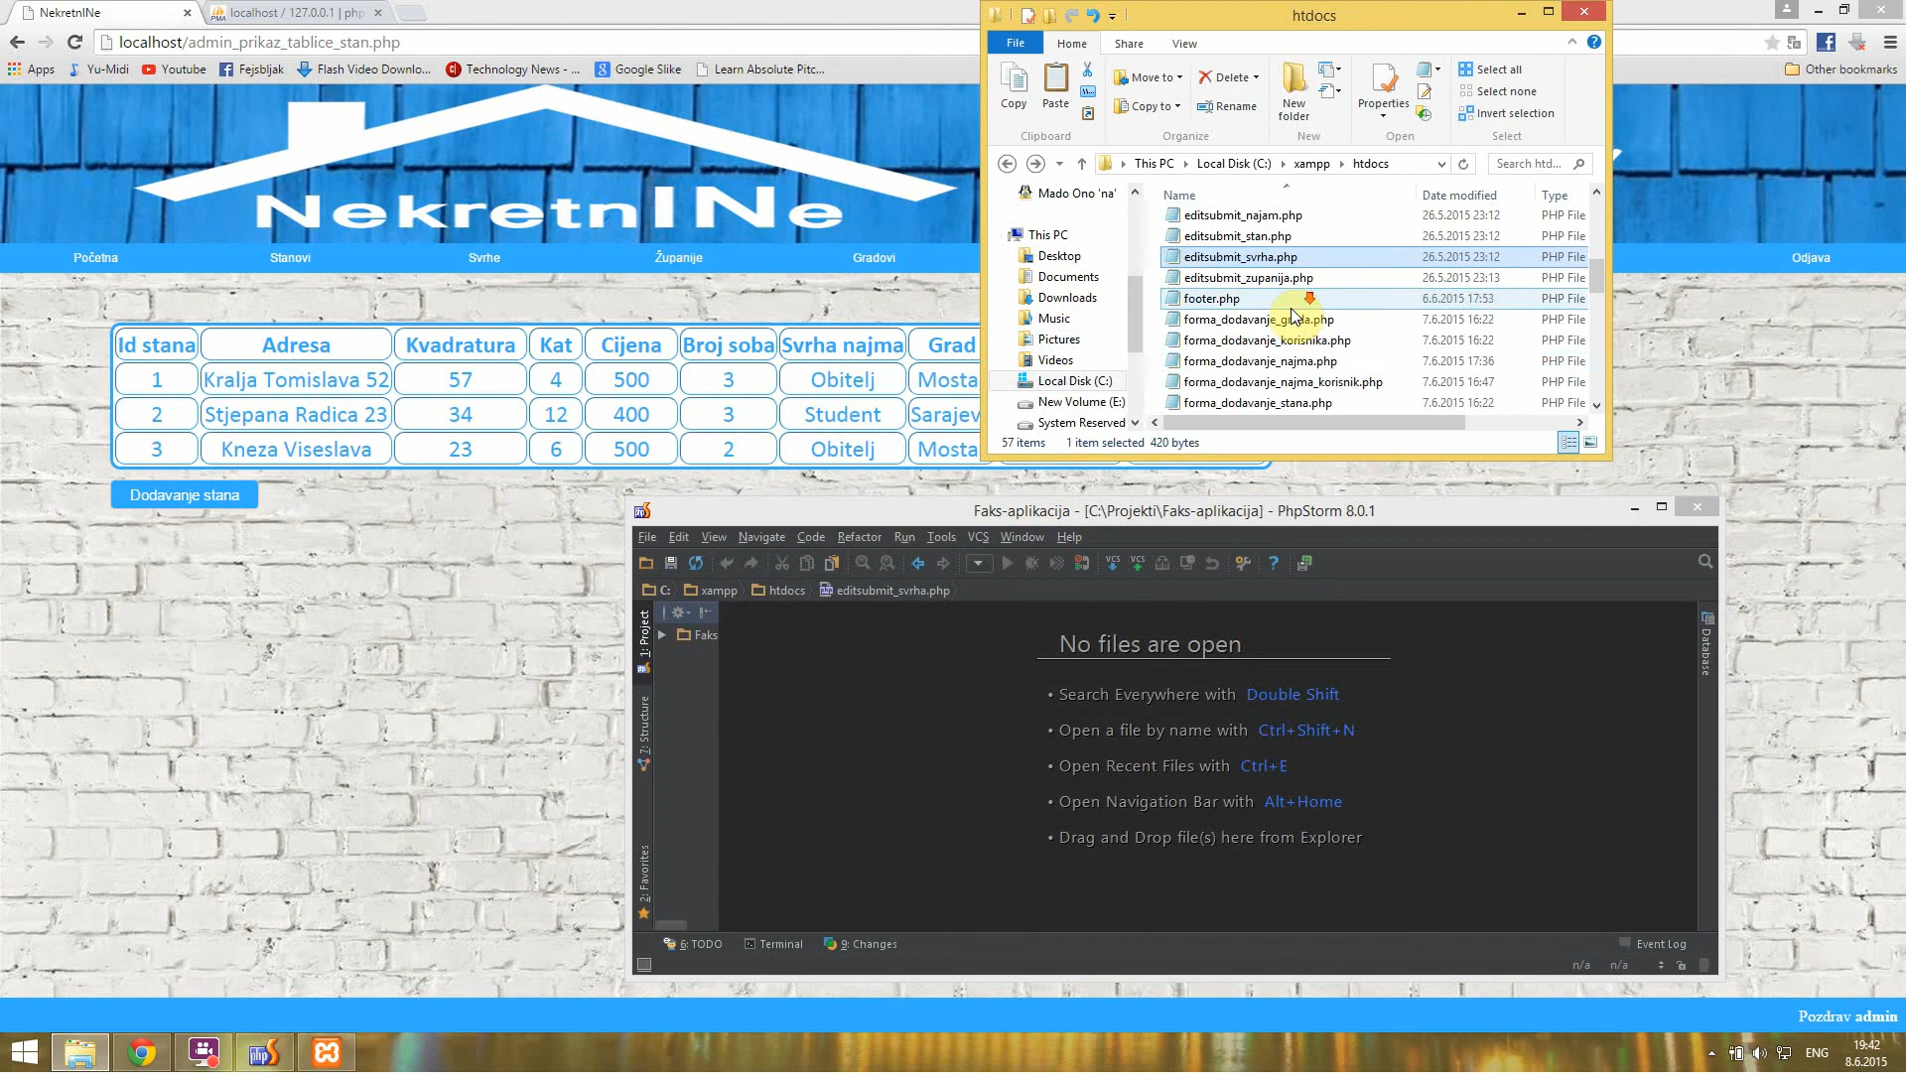 NekretnINe
localhost / 127.0.0.1 | php
localhost/admin_prikaz_tablice_stan.php
Apps
Yu-Midi
Youtube
Fejsbljak
Flash Video Downlo...
Technology News - ...
Google Slike
Learn Absolute Pitc...
Other bookmarks
NekretnINe
Početna
Stanovi
Svrhe
Županije
Gradovi
Odjava
Id stana
Adresa
Kvadratura
Kat
Cijena
Broj soba
Svrha najma
Grad
1
Kralja Tomislava 52
57
4
500
3
Obitelj
Mosta
2
Stjepana Radica 23
34
12
400
3
Student
Sarajev
3
Kneza Viseslava
23
6
500
2
Obitelj
Mosta
Dodavanje stana
htdocs
File
Home
Share
View
Copy
Paste
Clipboard
Move to
Copy to
Delete
Rename
Organize
New
folder
New
Properties
Open
Select all
Select none
Invert selection
Select
This PC
Local Disk (C:)
xampp
htdocs
Search htd...
Mado Ono 'na'
This PC
Desktop
Documents
Downloads
Music
Pictures
Videos
Local Disk (C:)
New Volume (E:)
System Reserved
Name
Date modified
Type
editsubmit_najam.php
26.5.2015 23:12
PHP File
editsubmit_stan.php
26.5.2015 23:12
PHP File
editsubmit_svrha.php
26.5.2015 23:12
PHP File
editsubmit_zupanija.php
26.5.2015 23:13
PHP File
footer.php
6.6.2015 17:53
PHP File
forma_dodavanje_grada.php
7.6.2015 16:22
PHP File
forma_dodavanje_korisnika.php
7.6.2015 16:22
PHP File
forma_dodavanje_najma.php
7.6.2015 17:36
PHP File
forma_dodavanje_najma_korisnik.php
7.6.2015 16:47
PHP File
forma_dodavanje_stana.php
7.6.2015 16:22
PHP File
57 items
1 item selected
420 bytes
Faks-aplikacija - [C:\Projekti\Faks-aplikacija] - PhpStorm 8.0.1
File
Edit
View
Navigate
Code
Refactor
Run
Tools
VCS
Window
Help
C:
xampp
htdocs
editsubmit_svrha.php
1: Project
7: Structure
2: Favorites
Faks
Database
No files are open
• Search Everywhere with Double Shift
• Open a file by name with Ctrl+Shift+N
• Open Recent Files with Ctrl+E
• Open Navigation Bar with Alt+Home
• Drag and Drop file(s) here from Explorer
6: TODO
Terminal
9: Changes
Event Log
n/a
n/a
Pozdrav admin
ENG
19:42
8.6.2015